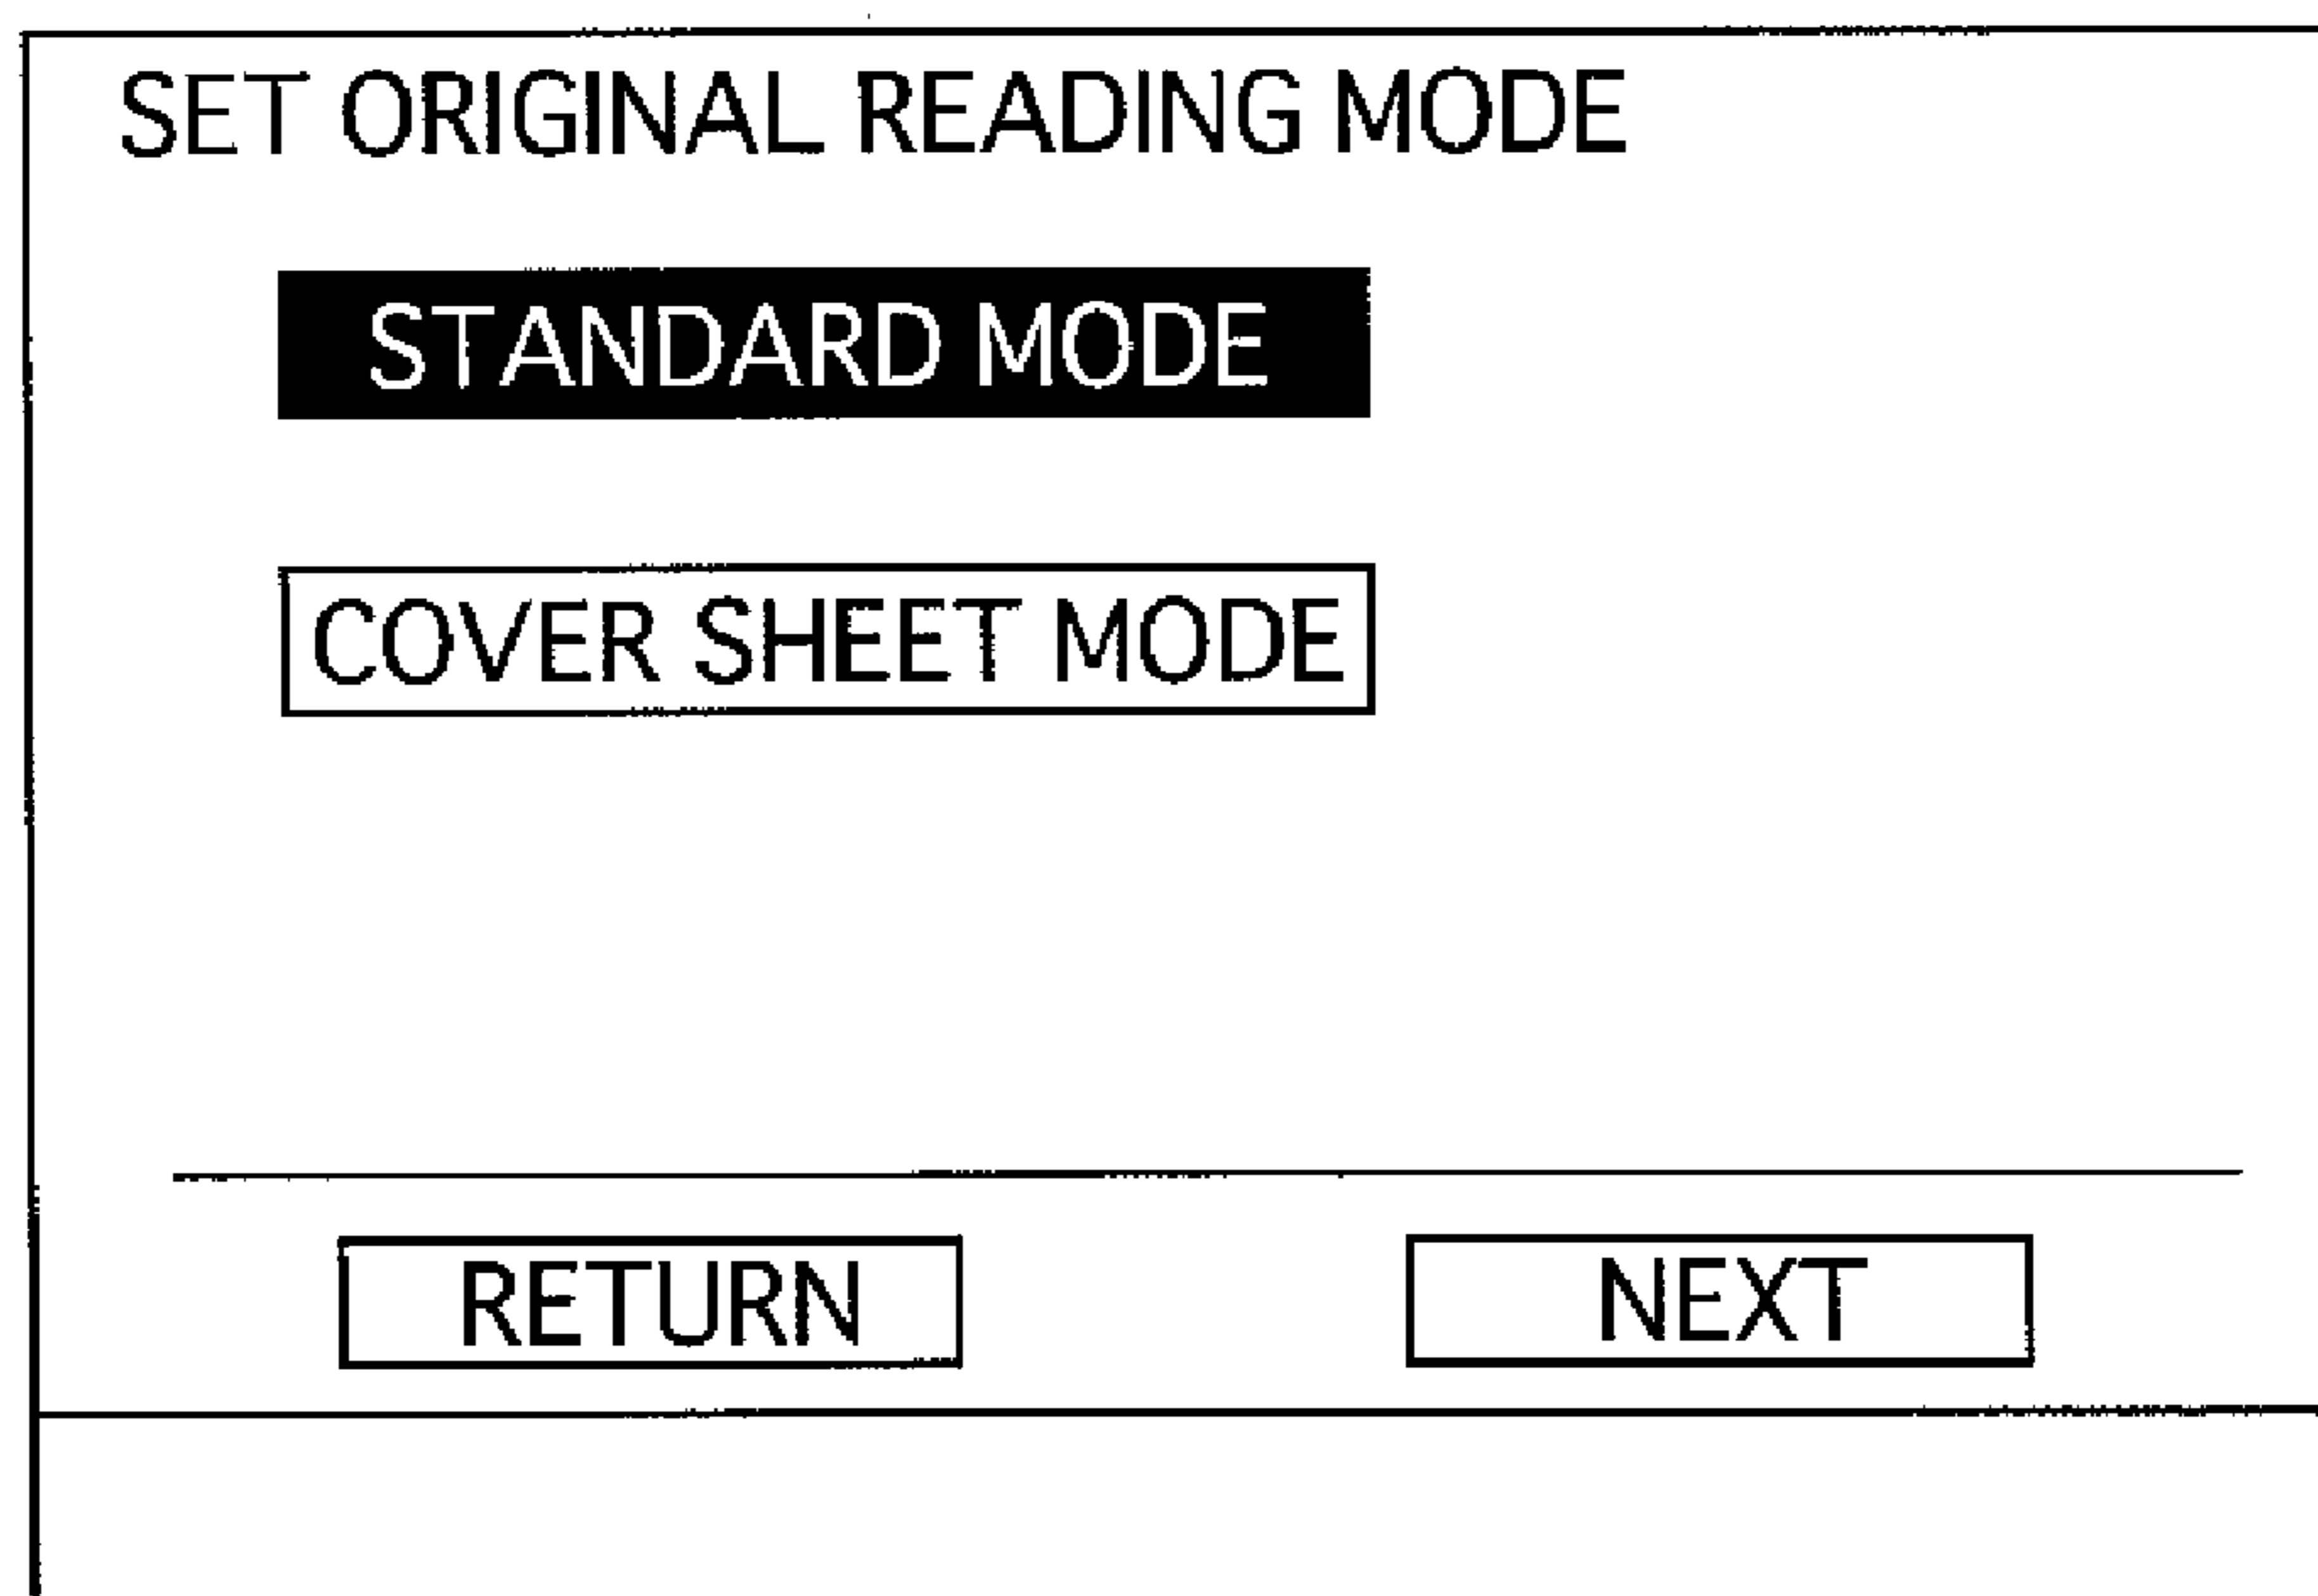 SET ORIGINAL READING MODE
STANDARD MODE
COVER SHEET MODE
RETURN NEXT